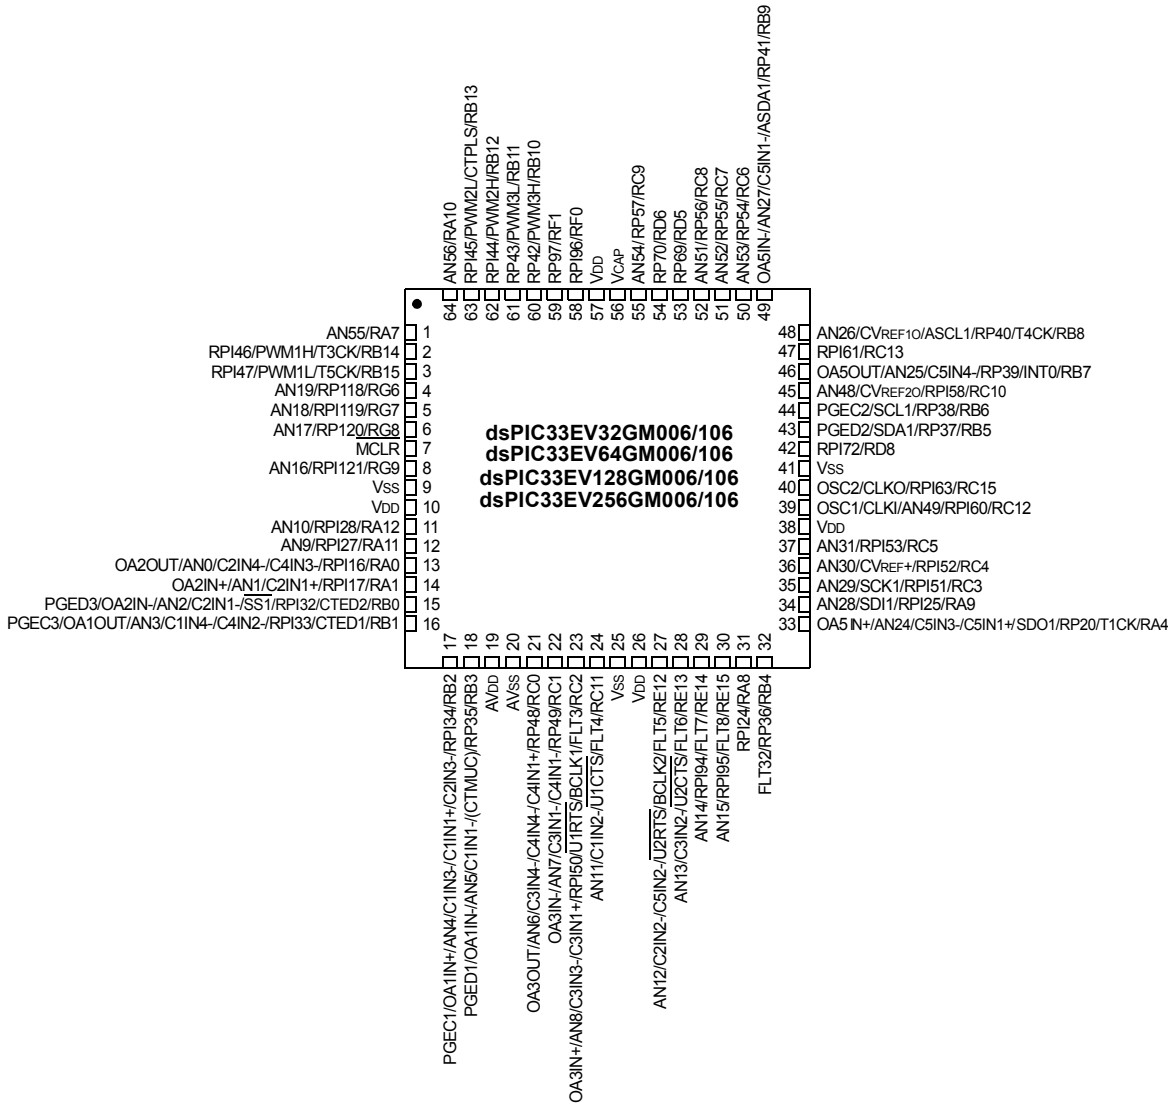 AN56/RA10
RPI45/PWM2L/CTPLS/RB13
RPI44/PWM2H/RB12
RP43/PWM3L/RB11
RP42/PWM3H/RB10
RP97/RF1
RPI96/RF0
VDD
VCAP
AN54/RP57/RC9
RP70/RD6
RP69/RD5
AN51/RP56/RC8
AN52/RP55/RC7
AN53/RP54/RC6
OA5IN-/AN27/C5IN1-/ASDA1/RP41/RB9
64 63 62 61 60 59 58 57 56 55 54 53 52 51 50 49
AN55/RA7 1
RPI46/PWM1H/T3CK/RB14 2
RPI47/PWM1L/T5CK/RB15 3
AN19/RP118/RG6 4
AN18/RPI119/RG7 5
AN17/RP120/RG8 6
MCLR 7
AN16/RPI121/RG9 8
VSS 9
VDD 10
AN10/RPI28/RA12 11
AN9/RPI27/RA11 12
OA2OUT/AN0/C2IN4-/C4IN3-/RPI16/RA0 13
OA2IN+/AN1/C2IN1+/RPI17/RA1 14
PGED3/OA2IN-/AN2/C2IN1-/SS1/RPI32/CTED2/RB0 15
PGEC3/OA1OUT/AN3/C1IN4-/C4IN2-/RPI33/CTED1/RB1 16
dsPIC33EV32GM006/106
dsPIC33EV64GM006/106
dsPIC33EV128GM006/106
dsPIC33EV256GM006/106
48 AN26/CVREF1O/ASCL1/RP40/T4CK/RB8
47 RPI61/RC13
46 OA5OUT/AN25/C5IN4-/RP39/INT0/RB7
45 AN48/CVREF2O/RPI58/RC10
44 PGEC2/SCL1/RP38/RB6
43 PGED2/SDA1/RP37/RB5
42 RPI72/RD8
41 VSS
40 OSC2/CLKO/RPI63/RC15
39 OSC1/CLKI/AN49/RPI60/RC12
38 VDD
37 AN31/RPI53/RC5
36 AN30/CVREF+/RPI52/RC4
35 AN29/SCK1/RPI51/RC3
34 AN28/SDI1/RPI25/RA9
33 OA5IN+/AN24/C5IN3-/C5IN1+/SDO1/RP20/T1CK/RA4
17 18 19 20 21 22 23 24 25 26 27 28 29 30 31 32
PGEC1/OA1IN+/AN4/C1IN3-/C1IN1+/C2IN3-/RPI34/RB2
PGED1/OA1IN-/AN5/C1IN1-/(CTMUC)/RP35/RB3
AVDD
AVSS
OA3OUT/AN6/C3IN4-/C4IN4-/C4IN1+/RP48/RC0
OA3IN-/AN7/C3IN1-/C4IN1-/RP49/RC1
OA3IN+/AN8/C3IN3-/C3IN1+/RPI50/U1RTS/BCLK1/FLT3/RC2
AN11/C1IN2-/U1CTS/FLT4/RC11
VSS
VDD
AN12/C2IN2-/C5IN2-/U2RTS/BCLK2/FLT5/RE12
AN13/C3IN2-/U2CTS/FLT6/RE13
AN14/RPI94/FLT7/RE14
AN15/RPI95/FLT8/RE15
RPI24/RA8
FLT32/RP36/RB4